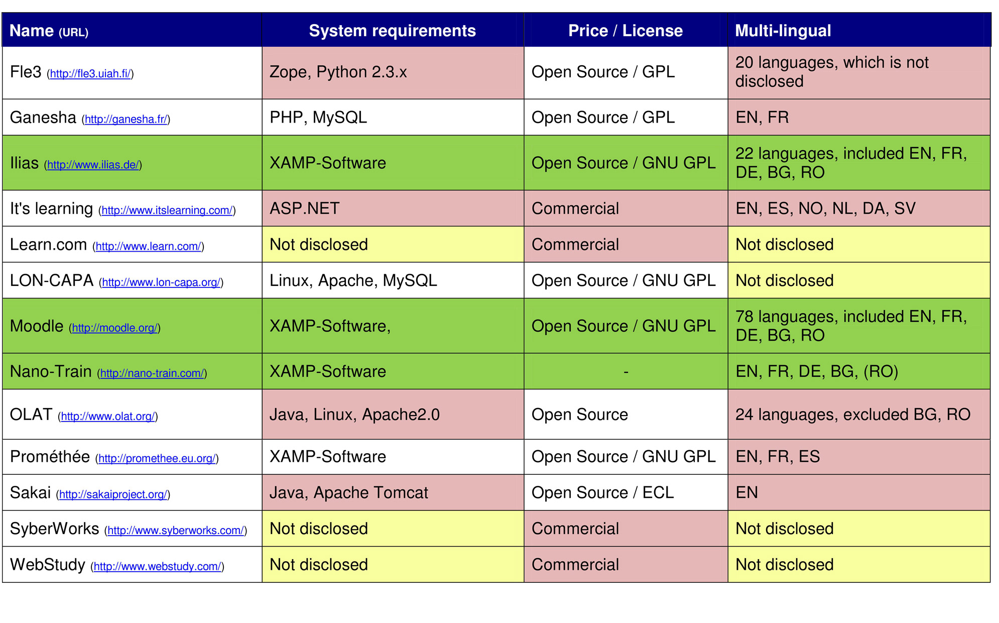 Name (URL) System requirements Price / License Multi-lingual
Fle3 (http://fle3.uiah.fi/) Zope, Python 2.3.x Open Source / GPL 20 languages, which is not
disclosed
Ganesha (http://ganesha.fr/) PHP, MySQL Open Source / GPL EN, FR
Ilias (http://www.ilias.de/) XAMP-Software Open Source / GNU GPL 22 languages, included EN, FR,
DE, BG, RO
It's learning (http://www.itslearning.com/) ASP.NET Commercial EN, ES, NO, NL, DA, SV
Learn.com (http://www.learn.com/) Not disclosed Commercial Not disclosed
LON-CAPA (http://www.lon-capa.org/) Linux, Apache, MySQL Open Source / GNU GPL Not disclosed
Moodle (http://moodle.org/) XAMP-Software, Open Source / GNU GPL 78 languages, included EN, FR,
DE, BG, RO
Nano-Train (http://nano-train.com/) XAMP-Software - EN, FR, DE, BG, (RO)
OLAT (http://www.olat.org/) Java, Linux, Apache2.0 Open Source 24 languages, excluded BG, RO
Prométhée (http://promethee.eu.org/) XAMP-Software Open Source / GNU GPL EN, FR, ES
Sakai (http://sakaiproject.org/) Java, Apache Tomcat Open Source / ECL EN
SyberWorks (http://www.syberworks.com/) Not disclosed Commercial Not disclosed
WebStudy (http://www.webstudy.com/) Not disclosed Commercial Not disclosed